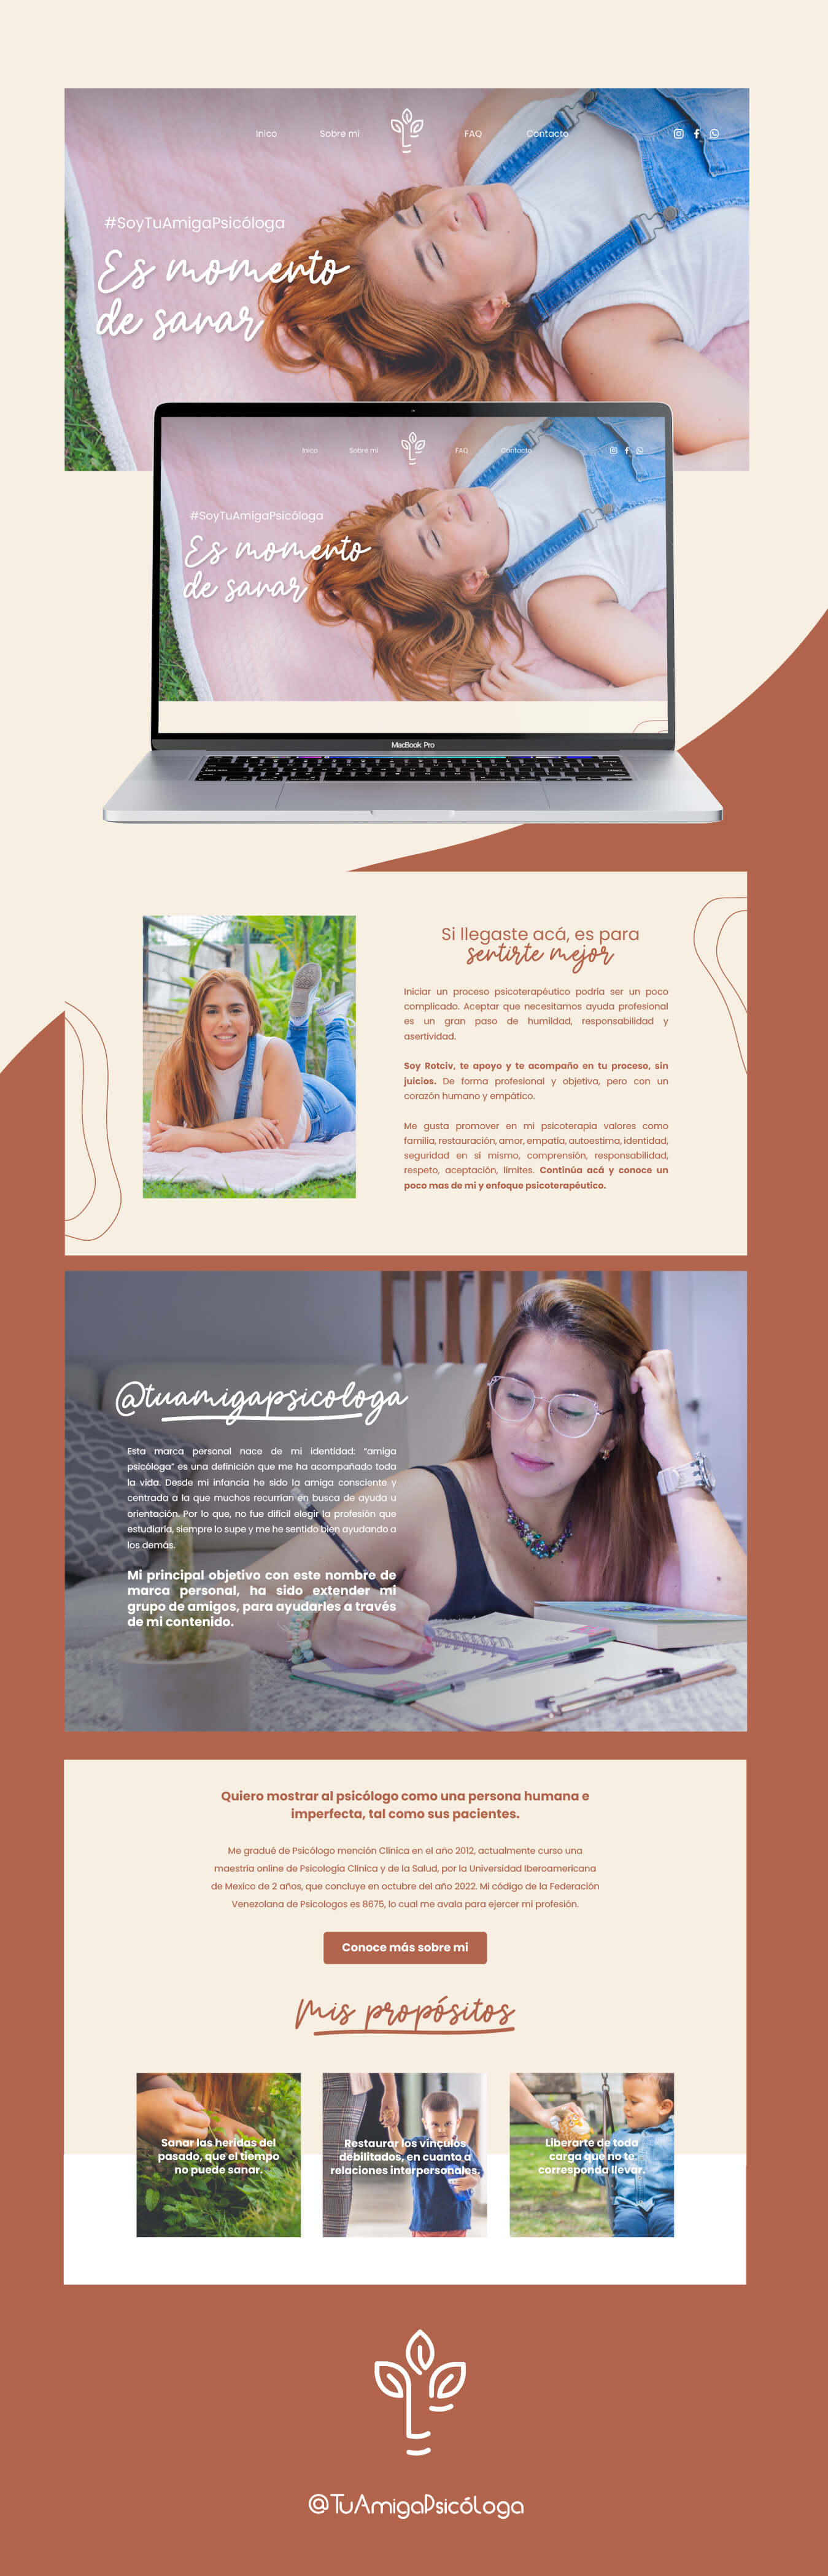 Inico
Sobre mi
FAQ
Contacto
#SoyTuAmigaPsicóloga
Es momento
de sanar
Inico
Sobre mi
FAQ
Contacto
#SoyTuAmigaPsicóloga
Es momento
de sanar
MacBook Pro
Si llegaste acá, es para
sentirte mejor
Iniciar un proceso psicoterapéutico podría ser un poco
complicado. Aceptar que necesitamos ayuda profesional
es un gran paso de humildad, responsabilidad y
asertividad.
Soy Rotciv, te apoyo y te acompaño en tu proceso, sin
juicios. De forma profesional y objetiva, pero con un
corazón humano y empático.
Me gusta promover en mi psicoterapia valores como
familia, restauración, amor, empatía, autoestima, identidad,
seguridad en sí mismo, comprensión, responsabilidad,
respeto, aceptación, límites. Continúa acá y conoce un
poco mas de mí y enfoque psicoterapéutico.
@tuamigapsicologa
Esta marca personal nace de mi identidad: “amiga
psicóloga” es una definición que me ha acompañado toda
la vida. Desde mi infancia he sido la amiga consciente y
centrada a la que muchos recurrían en busca de ayuda u
orientación. Por lo que, no fue difícil elegir la profesión que
estudiaría, siempre lo supe y me he sentido bien ayudando a
los demás.
Mi principal objetivo con este nombre de
marca personal, ha sido extender mi
grupo de amigos, para ayudarles a través
de mi contenido.
Quiero mostrar al psicólogo como una persona humana e
imperfecta, tal como sus pacientes.
Me gradué de Psicólogo mención Clínica en el año 2012, actualmente curso una
maestría online de Psicología Clínica y de la Salud, por la Universidad Iberoamericana
de Mexico de 2 años, que concluye en octubre del año 2022. Mi código de la Federación
Venezolana de Psicologos es 8675, lo cual me avala para ejercer mi profesión.
Conoce más sobre mi
Mis propósitos
Sanar las heridas del
pasado, que el tiempo
no puede sanar.
Restaurar los vínculos
debilitados, en cuanto a
relaciones interpersonales.
Liberarte de toda
carga que no te
corresponda llevar.
@TuAmigaPsicóloga